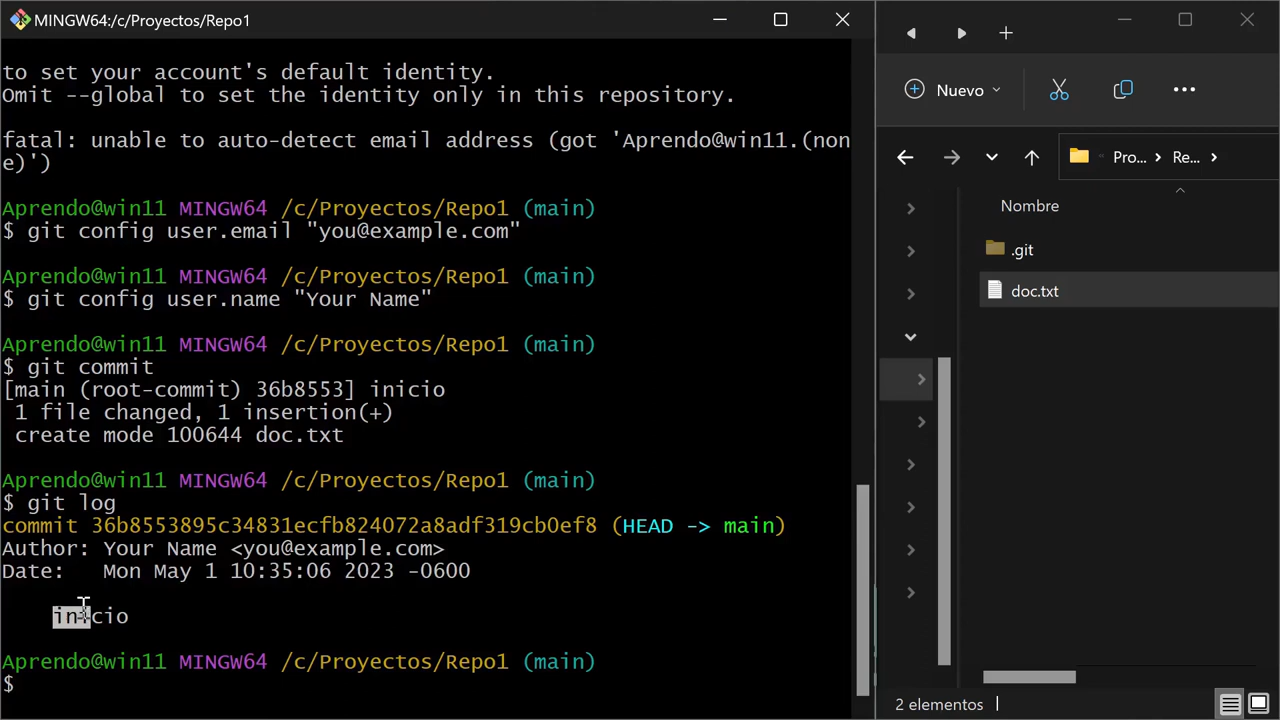 MINGW64:/c/Proyectos/Repo1
to set your account's default identity.
Omit --global to set the identity only in this repository.
fatal: unable to auto-detect email address (got 'Aprendo@win11.(non
e)')
Aprendo@win11 MINGW64 /c/Proyectos/Repo1 (main)
$ git config user.email "you@example.com"
Aprendo@win11 MINGW64 /c/Proyectos/Repo1 (main)
$ git config user.name "Your Name"
Aprendo@win11 MINGW64 /c/Proyectos/Repo1 (main)
$ git commit
[main (root-commit) 36b8553] inicio
 1 file changed, 1 insertion(+)
 create mode 100644 doc.txt
Aprendo@win11 MINGW64 /c/Proyectos/Repo1 (main)
$ git log
commit 36b8553895c34831ecfb824072a8adf319cb0ef8 (HEAD -> main)
Author: Your Name <you@example.com>
Date:   Mon May 1 10:35:06 2023 -0600
    inicio
Aprendo@win11 MINGW64 /c/Proyectos/Repo1 (main)
$
Nuevo
Pro... Re...
Nombre
.git
doc.txt
2 elementos